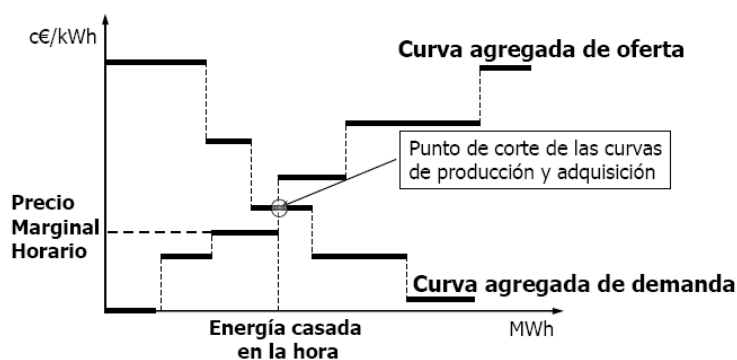 c€/kWh
Curva agregada de oferta
Punto de corte de las curvas
de producción y adquisición
Precio
Marginal
Horario
Curva agregada de demanda
Energía casada
en la hora
MWh